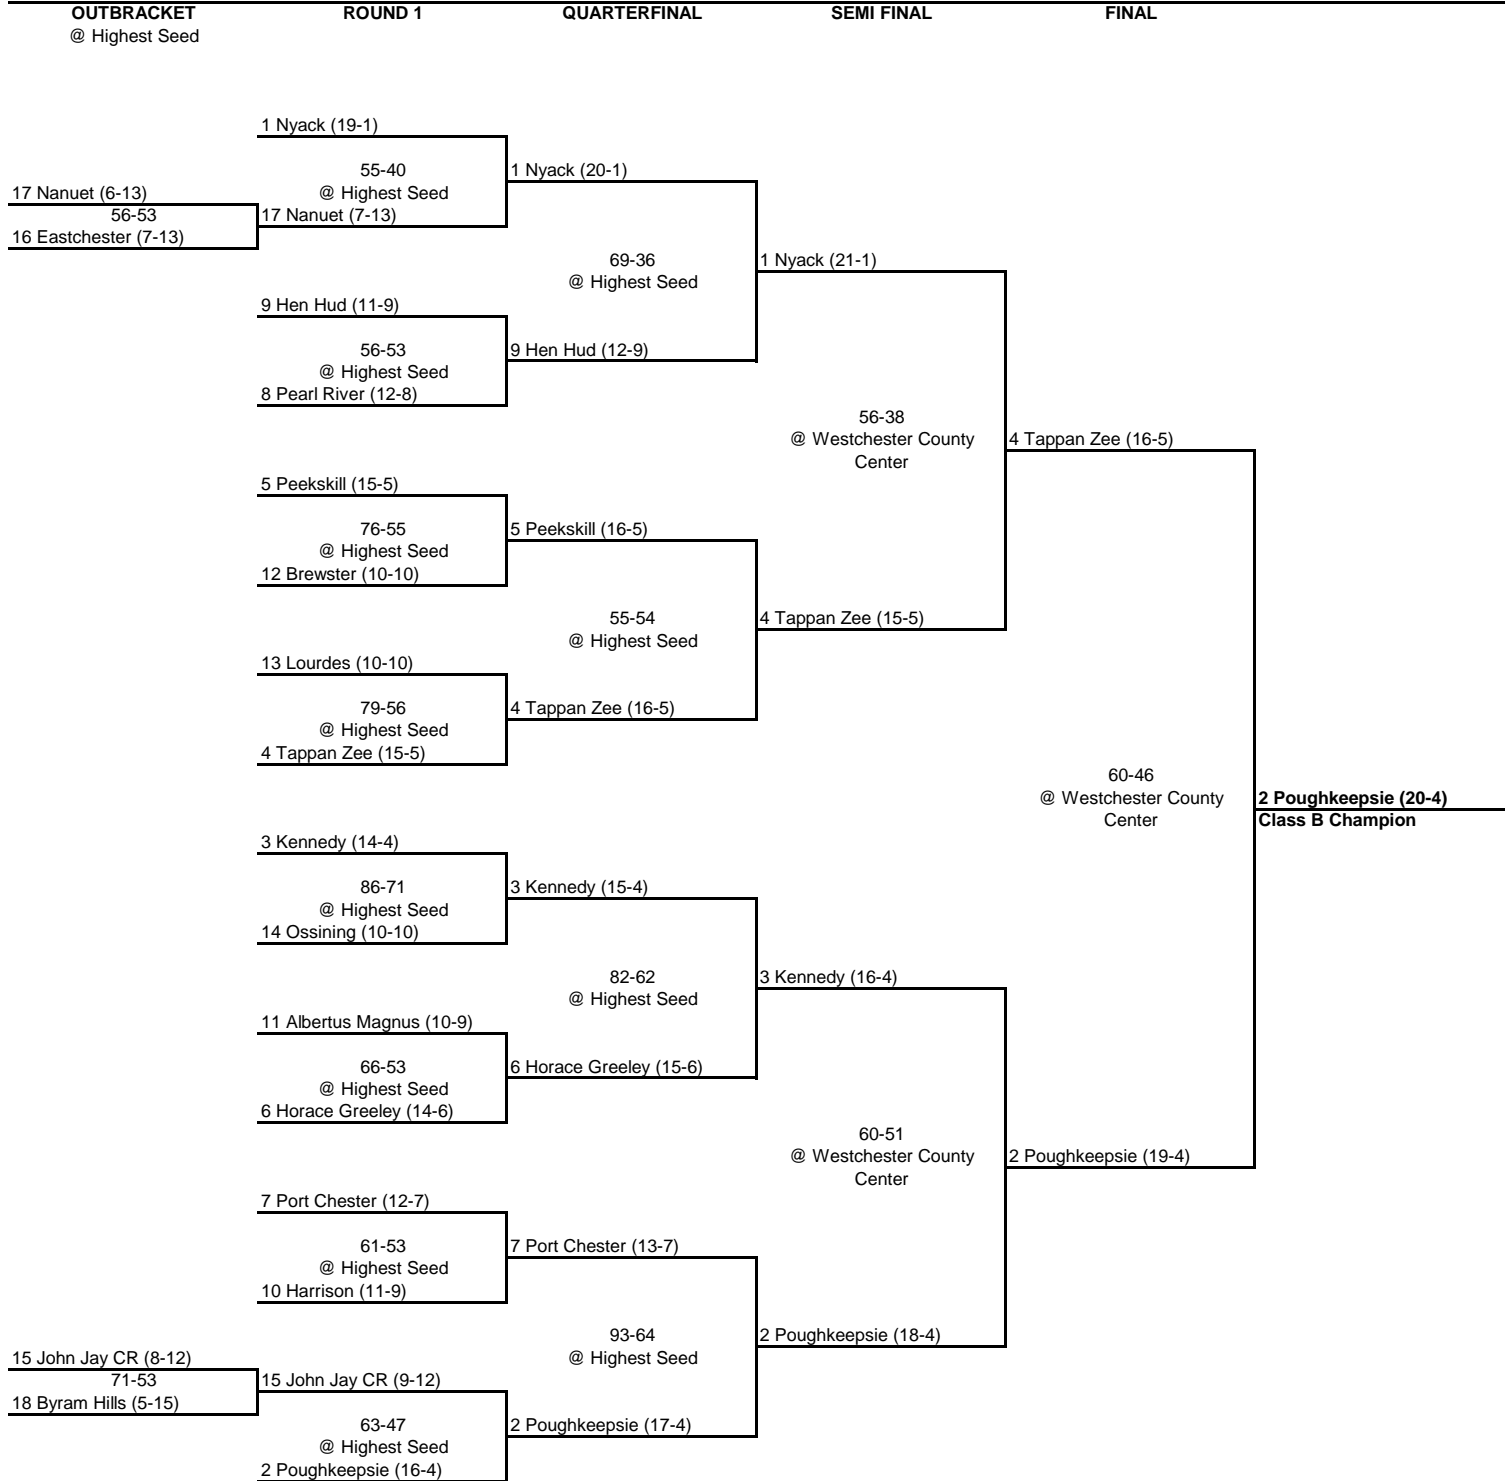 OUTBRACKET
@ Highest Seed
ROUND 1
QUARTERFINAL
SEMI FINAL
FINAL
17 Nanuet (6-13)
56-53
16 Eastchester (7-13)
15 John Jay CR (8-12)
71-53
18 Byram Hills (5-15)
1 Nyack (19-1)
55-40
@ Highest Seed
17 Nanuet (7-13)
9 Hen Hud (11-9)
56-53
@ Highest Seed
8 Pearl River (12-8)
5 Peekskill (15-5)
76-55
@ Highest Seed
12 Brewster (10-10)
13 Lourdes (10-10)
79-56
@ Highest Seed
4 Tappan Zee (15-5)
3 Kennedy (14-4)
86-71
@ Highest Seed
14 Ossining (10-10)
11 Albertus Magnus (10-9)
66-53
@ Highest Seed
6 Horace Greeley (14-6)
7 Port Chester (12-7)
61-53
@ Highest Seed
10 Harrison (11-9)
15 John Jay CR (9-12)
63-47
@ Highest Seed
2 Poughkeepsie (16-4)
1 Nyack (20-1)
69-36
@ Highest Seed
9 Hen Hud (12-9)
5 Peekskill (16-5)
55-54
@ Highest Seed
4 Tappan Zee (16-5)
3 Kennedy (15-4)
82-62
@ Highest Seed
6 Horace Greeley (15-6)
7 Port Chester (13-7)
93-64
@ Highest Seed
2 Poughkeepsie (17-4)
1 Nyack (21-1)
56-38
@ Westchester County
Center
4 Tappan Zee (15-5)
3 Kennedy (16-4)
60-51
@ Westchester County
Center
2 Poughkeepsie (18-4)
4 Tappan Zee (16-5)
60-46
@ Westchester County
Center
2 Poughkeepsie (19-4)
2 Poughkeepsie (20-4)
Class B Champion